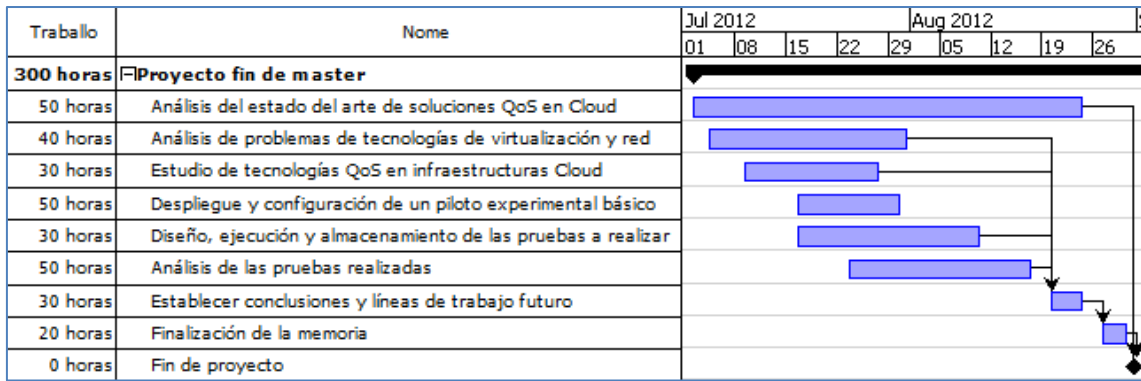 Traballo Nome Jul 2012 Aug 2012
01 08 15 22 29 05 12 19 26
300 horas Proyecto fin de master
50 horas Análisis del estado del arte de soluciones QoS en Cloud
40 horas Análisis de problemas de tecnologías de virtualización y red
30 horas Estudio de tecnologías QoS en infraestructuras Cloud
50 horas Despliegue y configuración de un piloto experimental básico
30 horas Diseño, ejecución y almacenamiento de las pruebas a realizar
50 horas Análisis de las pruebas realizadas
30 horas Establecer conclusiones y líneas de trabajo futuro
20 horas Finalización de la memoria
0 horas Fin de proyecto